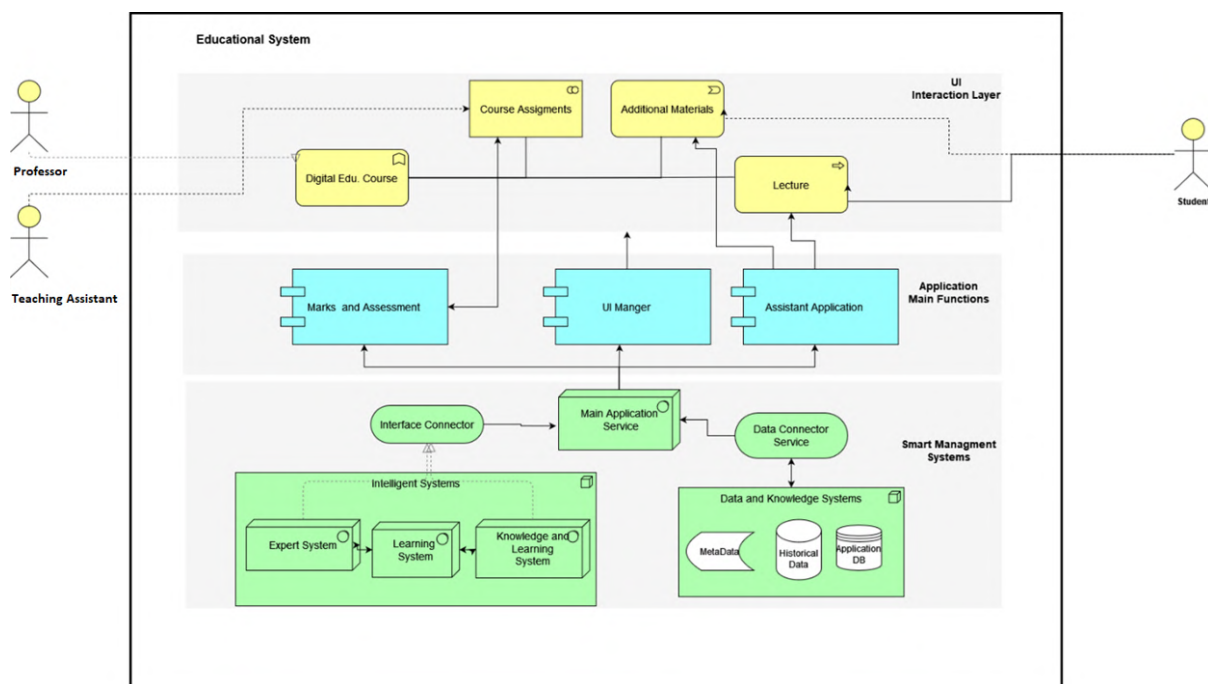 Educational System
UI
Interaction Layer
Course Assigments
Additional Materials
Professor
Digital Edu. Course
Lecture
Student
Teaching Assistant
Application
Main Functions
Marks and Assessment
UI Manger
Assistant Application
Main Application
Service
Interface Connector
Data Connector
Service
Smart Managment
Systems
Intelligent Systems
Data and Knowledge Systems
Expert System
Learning
System
Knowledge and
Learning
System
MetaData
Historical
Data
Application
DB